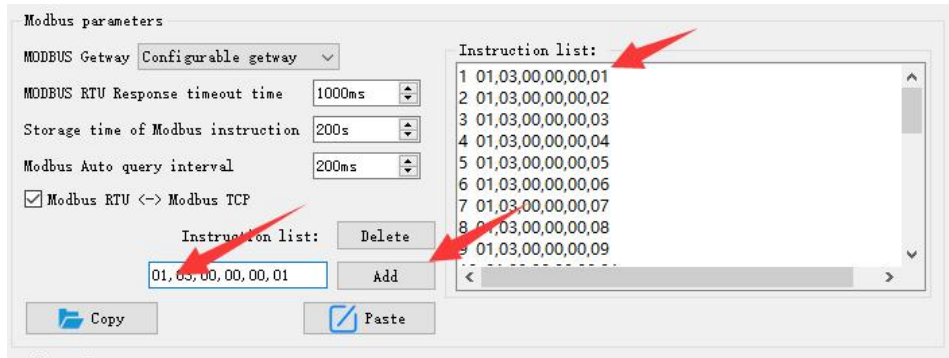 Modbus parameters
MODBUS Getway Configurable getway
MODBUS RTU Response timeout time 1000ms
Storage time of Modbus instruction 200s
Modbus Auto query interval 200ms
Modbus RTU <-> Modbus TCP
Instruction list: Delete
01,03,00,00,00,01 Add
Copy Paste
Instruction list:
1 01,03,00,00,00,01
2 01,03,00,00,00,02
3 01,03,00,00,00,03
4 01,03,00,00,00,04
5 01,03,00,00,00,05
6 01,03,00,00,00,06
7 01,03,00,00,00,07
8 01,03,00,00,00,08
9 01,03,00,00,00,09